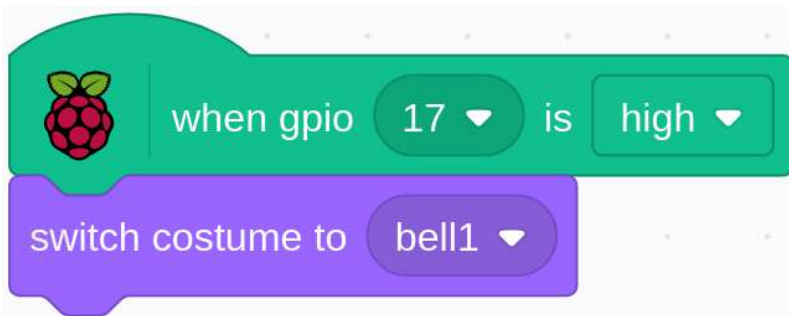 when gpio 17 is high
switch costume to bell1